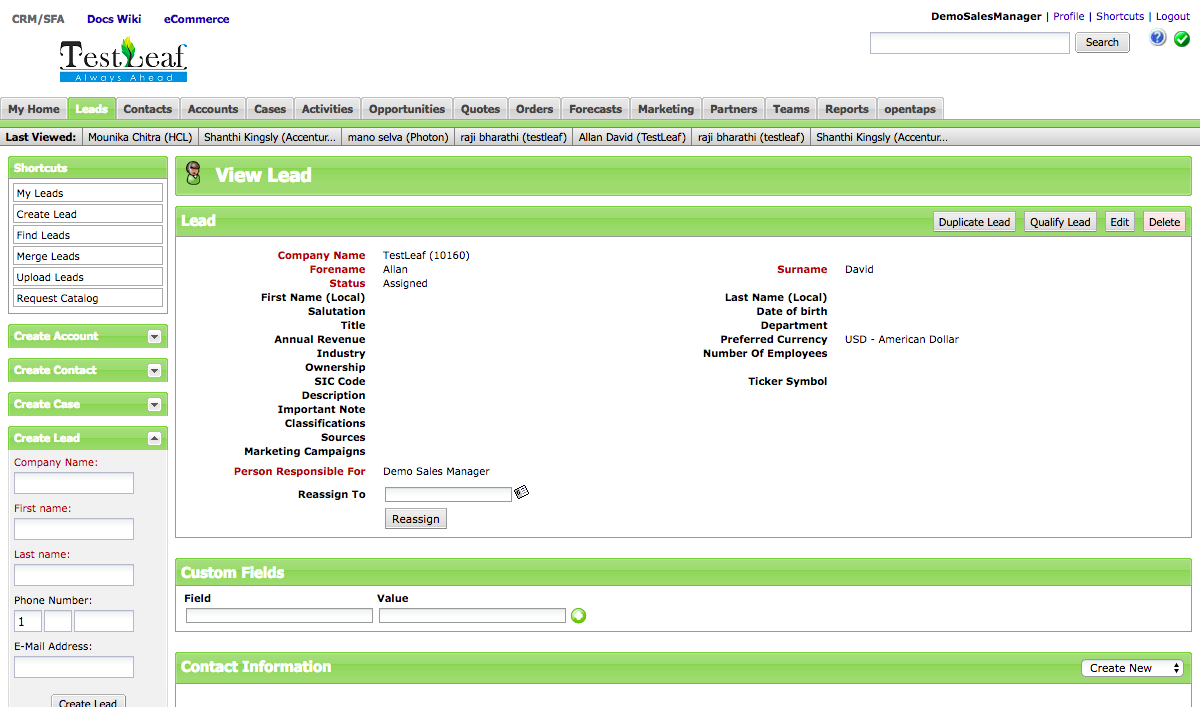 CRM/SFA Docs Wiki eCommerce
DemoSalesManager | Profile | Shortcuts | Logout
TestLeaf
Always Ahead
Search
My Home Leads Contacts Accounts Cases Activities Opportunities Quotes Orders Forecasts Marketing Partners Teams Reports opentaps
Last Viewed: Mounika Chitra (HCL) Shanthi Kingsly (Accentur... mano selva (Photon) raji bharathi (testleaf) Allan David (TestLeaf) raji bharathi (testleaf) Shanthi Kingsly (Accentur...
Shortcuts
My Leads
Create Lead
Find Leads
Merge Leads
Upload Leads
Request Catalog
Create Account
Create Contact
Create Case
Create Lead
Company Name:
First name:
Last name:
Phone Number:
1
E-Mail Address:
Create Lead
View Lead
Lead
Duplicate Lead Qualify Lead Edit Delete
Company Name TestLeaf (10160)
Forename Allan Surname David
Status Assigned
First Name (Local) Last Name (Local)
Salutation Date of birth
Title Department
Annual Revenue Preferred Currency USD - American Dollar
Industry Number Of Employees
Ownership
SIC Code Ticker Symbol
Description
Important Note
Classifications
Sources
Marketing Campaigns
Person Responsible For Demo Sales Manager
Reassign To
Reassign
Custom Fields
Field Value
Contact Information
Create New